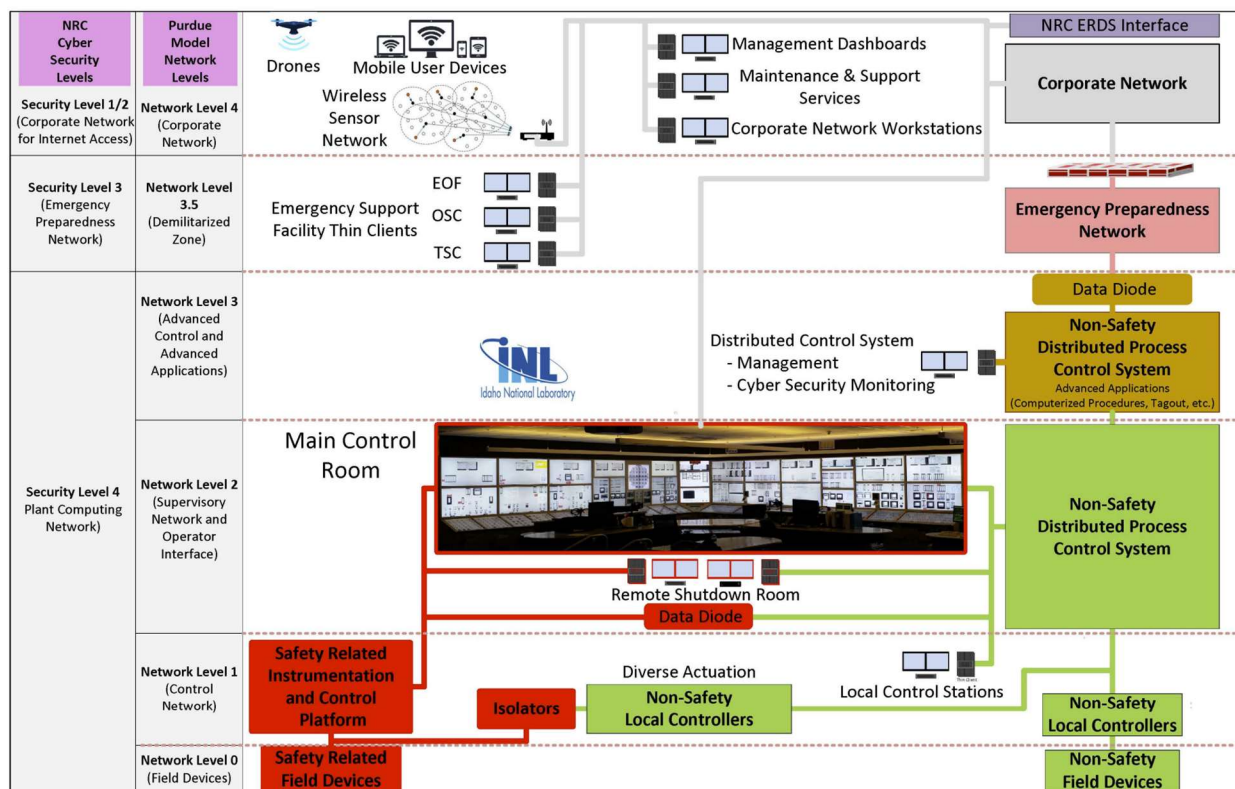 NRC
Cyber
Security
Levels
Purdue
Model
Network
Levels
Security Level 1/2
(Corporate Network
for Internet Access)
Network Level 4
(Corporate
Network)
Security Level 3
(Emergency
Preparedness
Network)
Network Level
3.5
(Demilitarized
Zone)
Network Level 3
(Advanced
Control and
Advanced
Applications)
Security Level 4
Plant Computing
Network)
Network Level 2
(Supervisory
Network and
Operator
Interface)
Network Level 1
(Control
Network)
Network Level 0
(Field Devices)
Drones
Mobile User Devices
Wireless
Sensor
Network
Management Dashboards
Maintenance & Support
Services
Corporate Network Workstations
NRC ERDS Interface
Corporate Network
EOF
Emergency Support
Facility Thin Clients
OSC
TSC
Emergency Preparedness
Network
Data Diode
Non-Safety
Distributed Process
Control System
Advanced Applications
(Computerized Procedures, Tagout, etc.)
Distributed Control System
- Management
- Cyber Security Monitoring
INL
Idaho National Laboratory
Main Control
Room
Non-Safety
Distributed Process
Control System
Remote Shutdown Room
Data Diode
Safety Related
Instrumentation
and Control
Platform
Isolators
Diverse Actuation
Non-Safety
Local Controllers
Local Control Stations
Non-Safety
Local Controllers
Safety Related
Field Devices
Non-Safety
Field Devices